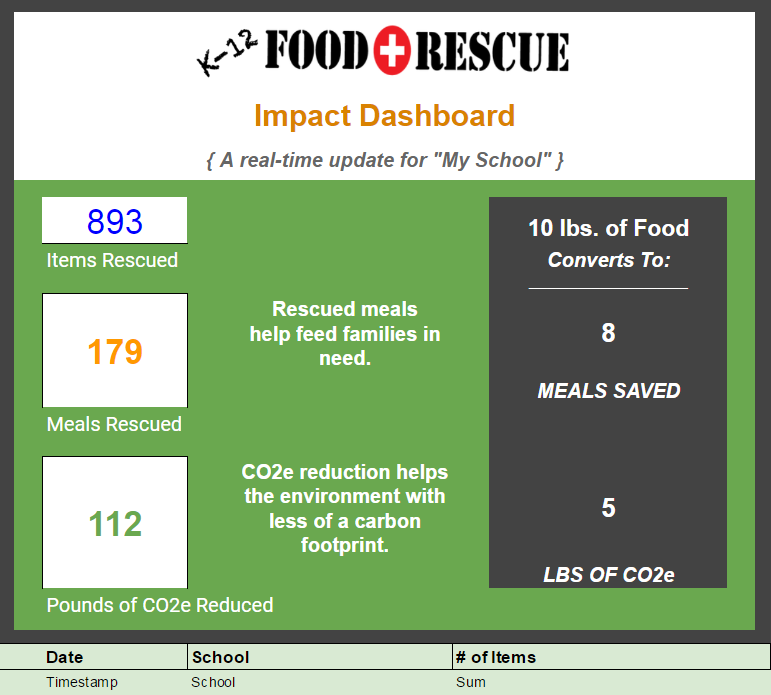 K-12 FOOD RESCUE
Impact Dashboard
{ A real-time update for "My School" }
893
Items Rescued
179
Meals Rescued
112
Pounds of CO2e Reduced
Rescued meals
help feed families in
need.
CO2e reduction helps
the environment with
less of a carbon
footprint.
10 lbs. of Food
Converts To:
8
MEALS SAVED
5
LBS OF CO2e
Date School # of Items
Timestamp School Sum